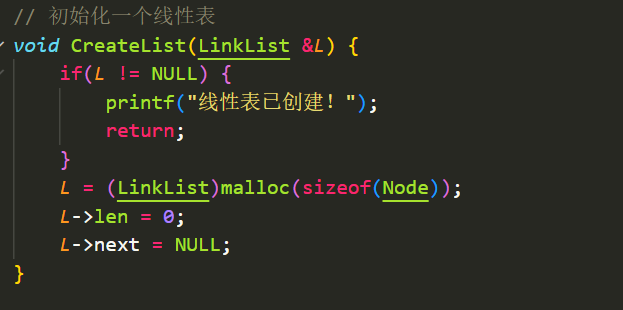 // 初始化一个线性表
void CreateList(LinkList &L) {
    if(L != NULL) {
        printf("线性表已创建！");
        return;
    }
    L = (LinkList)malloc(sizeof(Node));
    L->len = 0;
    L->next = NULL;
}